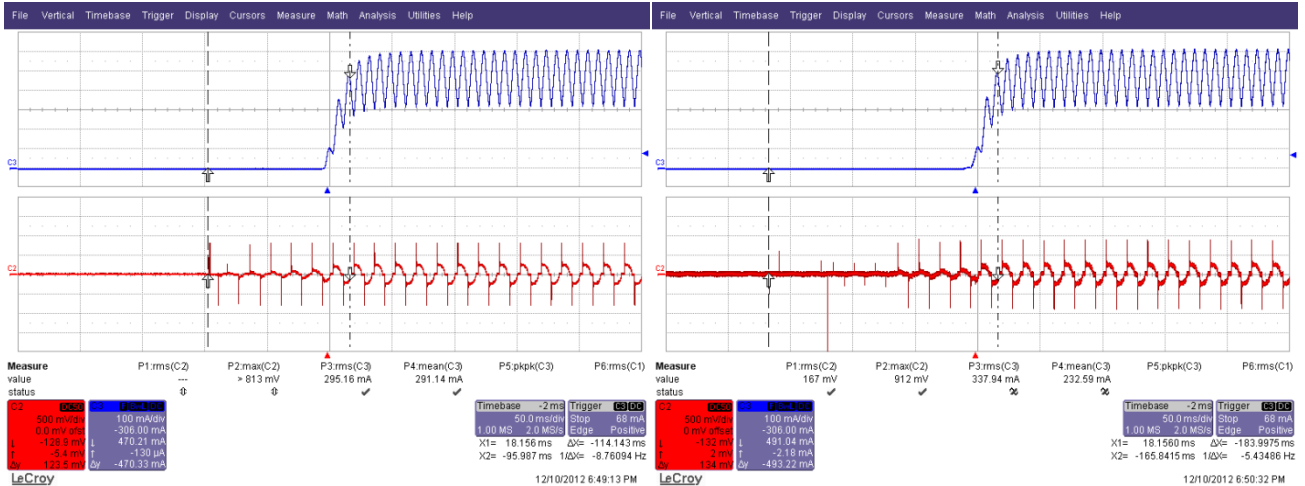 File Vertical Timebase Trigger Display Cursors Measure Math Analysis Utilities Help
C3
C2
Measure P1:rms(C2) P2:max(C2) P3:rms(C3) P4:mean(C3) P5:pkpk(C3) P6:rms(C1)
value --- > 813 mV 295.16 mA 291.14 mA
status
C2 DC50
500 mV/div
0.0 mV ofst
-128.9 mV
-5.4 mV
Δy 123.5 mV
C3
100 mA/div
-306.00 mA
470.21 mA
-130 µA
Δy -470.33 mA
Timebase -2 ms
50.0 ms/div
1.00 MS 2.0 MS/s
Trigger C3 DC
Stop 68 mA
Edge Positive
X1= 18.156 ms ΔX= -114.143 ms
X2= -95.987 ms 1/ΔX= -8.76094 Hz
LeCroy
12/10/2012 6:49:13 PM
File Vertical Timebase Trigger Display Cursors Measure Math Analysis Utilities Help
C3
C2
Measure P1:rms(C2) P2:max(C2) P3:rms(C3) P4:mean(C3) P5:pkpk(C3) P6:rms(C1)
value 167 mV 912 mV 337.94 mA 232.59 mA
status
C2 DC50
500 mV/div
0 mV offset
-132 mV
2 mV
Δy 134 mV
C3
100 mA/div
-306.00 mA
491.04 mA
-2.18 mA
Δy -493.22 mA
Timebase -2 ms
50.0 ms/div
1.00 MS 2.0 MS/s
Trigger C3 DC
Stop 68 mA
Edge Positive
X1= 18.1560 ms ΔX= -183.9975 ms
X2= -165.8415 ms 1/ΔX= -5.43486 Hz
LeCroy
12/10/2012 6:50:32 PM